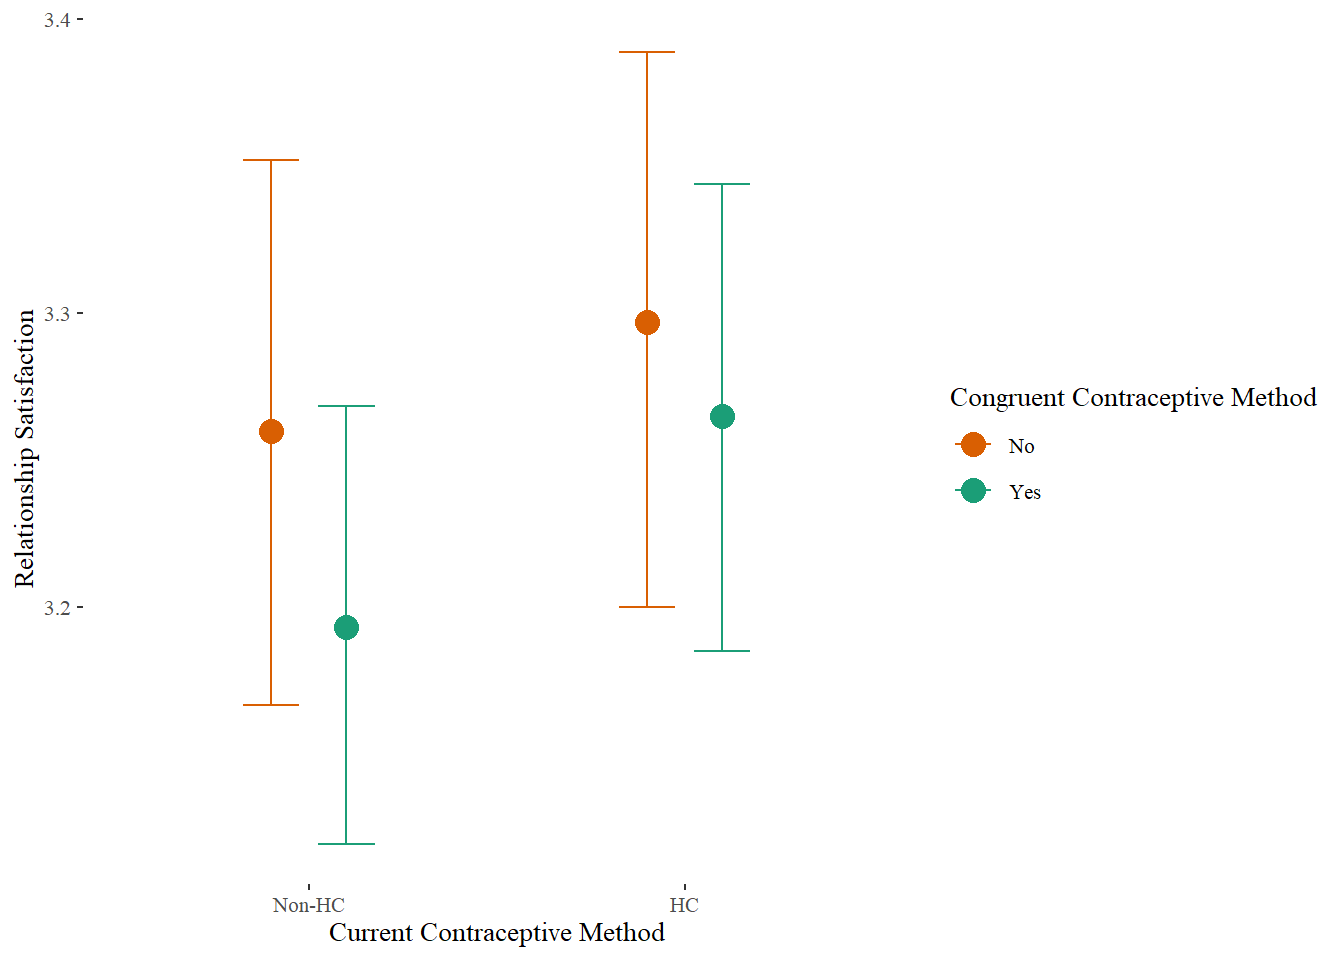 3.4
3.3
3.2
Relationship Satisfaction
Non-HC
HC
Current Contraceptive Method
Congruent Contraceptive Method
No
Yes